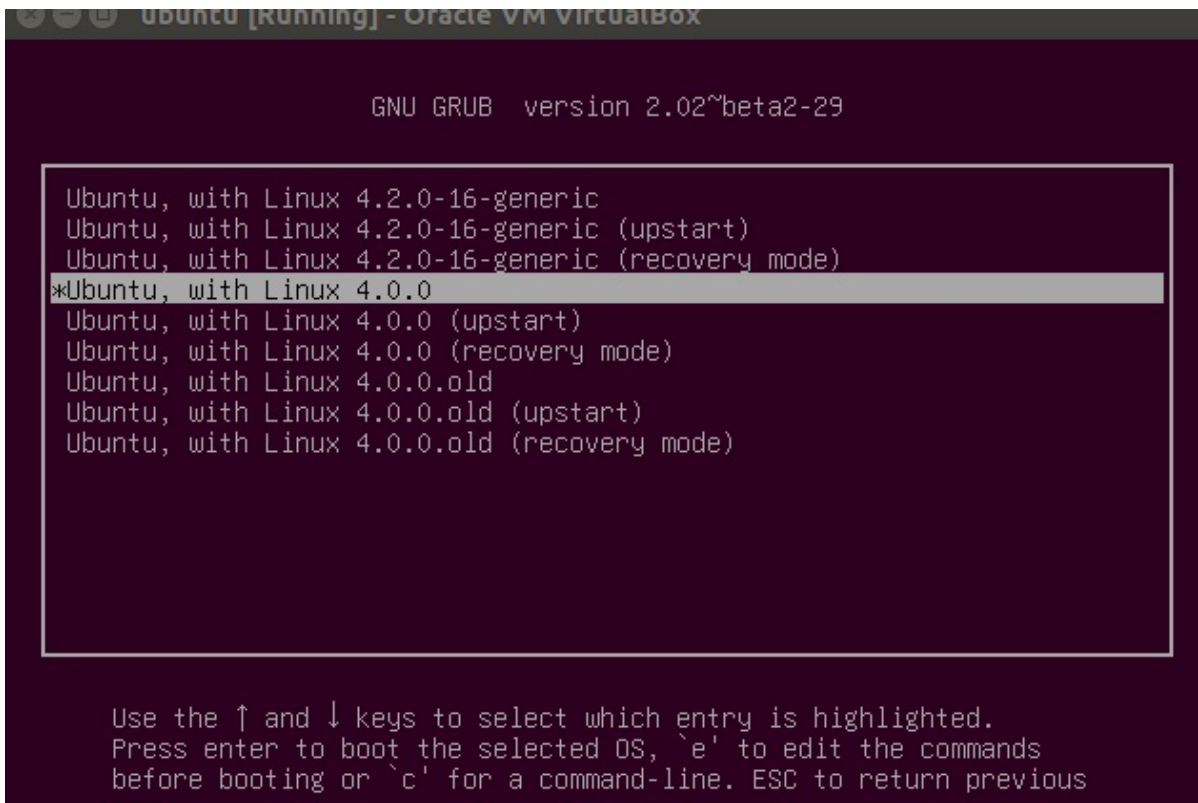 ubuntu [Running] - Oracle VM VirtualBox
GNU GRUB  version 2.02~beta2-29
Ubuntu, with Linux 4.2.0-16-generic
Ubuntu, with Linux 4.2.0-16-generic (upstart)
Ubuntu, with Linux 4.2.0-16-generic (recovery mode)
*Ubuntu, with Linux 4.0.0
Ubuntu, with Linux 4.0.0 (upstart)
Ubuntu, with Linux 4.0.0 (recovery mode)
Ubuntu, with Linux 4.0.0.old
Ubuntu, with Linux 4.0.0.old (upstart)
Ubuntu, with Linux 4.0.0.old (recovery mode)
Use the ↑ and ↓ keys to select which entry is highlighted.
Press enter to boot the selected OS, `e' to edit the commands
before booting or `c' for a command-line. ESC to return previous